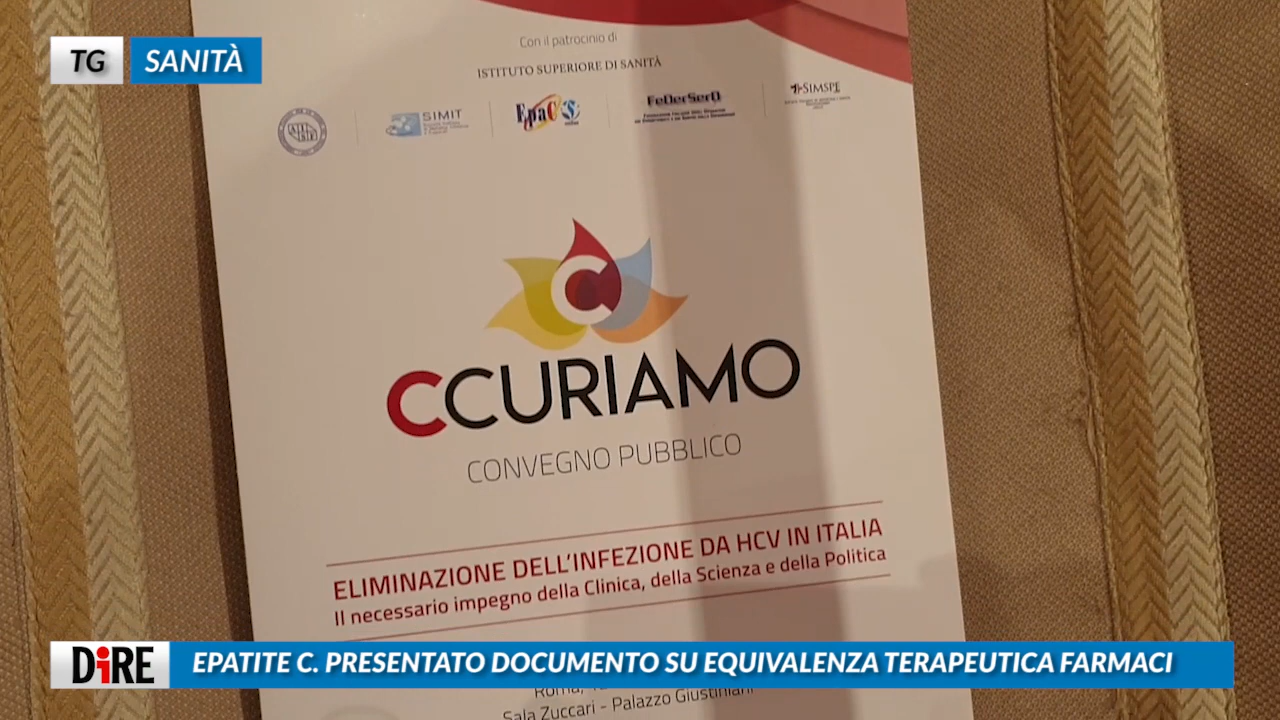 TG SANITÀ
Con il patrocinio di
ISTITUTO SUPERIORE DI SANITÀ
SIMIT
EpaC
FeDerSerD
SIMSPE
C
CCURIAMO
CONVEGNO PUBBLICO
ELIMINAZIONE DELL'INFEZIONE DA HCV IN ITALIA
Il necessario impegno della Clinica, della Scienza e della Politica
DiRE EPATITE C. PRESENTATO DOCUMENTO SU EQUIVALENZA TERAPEUTICA FARMACI
Roma,
Sala Zuccari - Palazzo Giustiniani